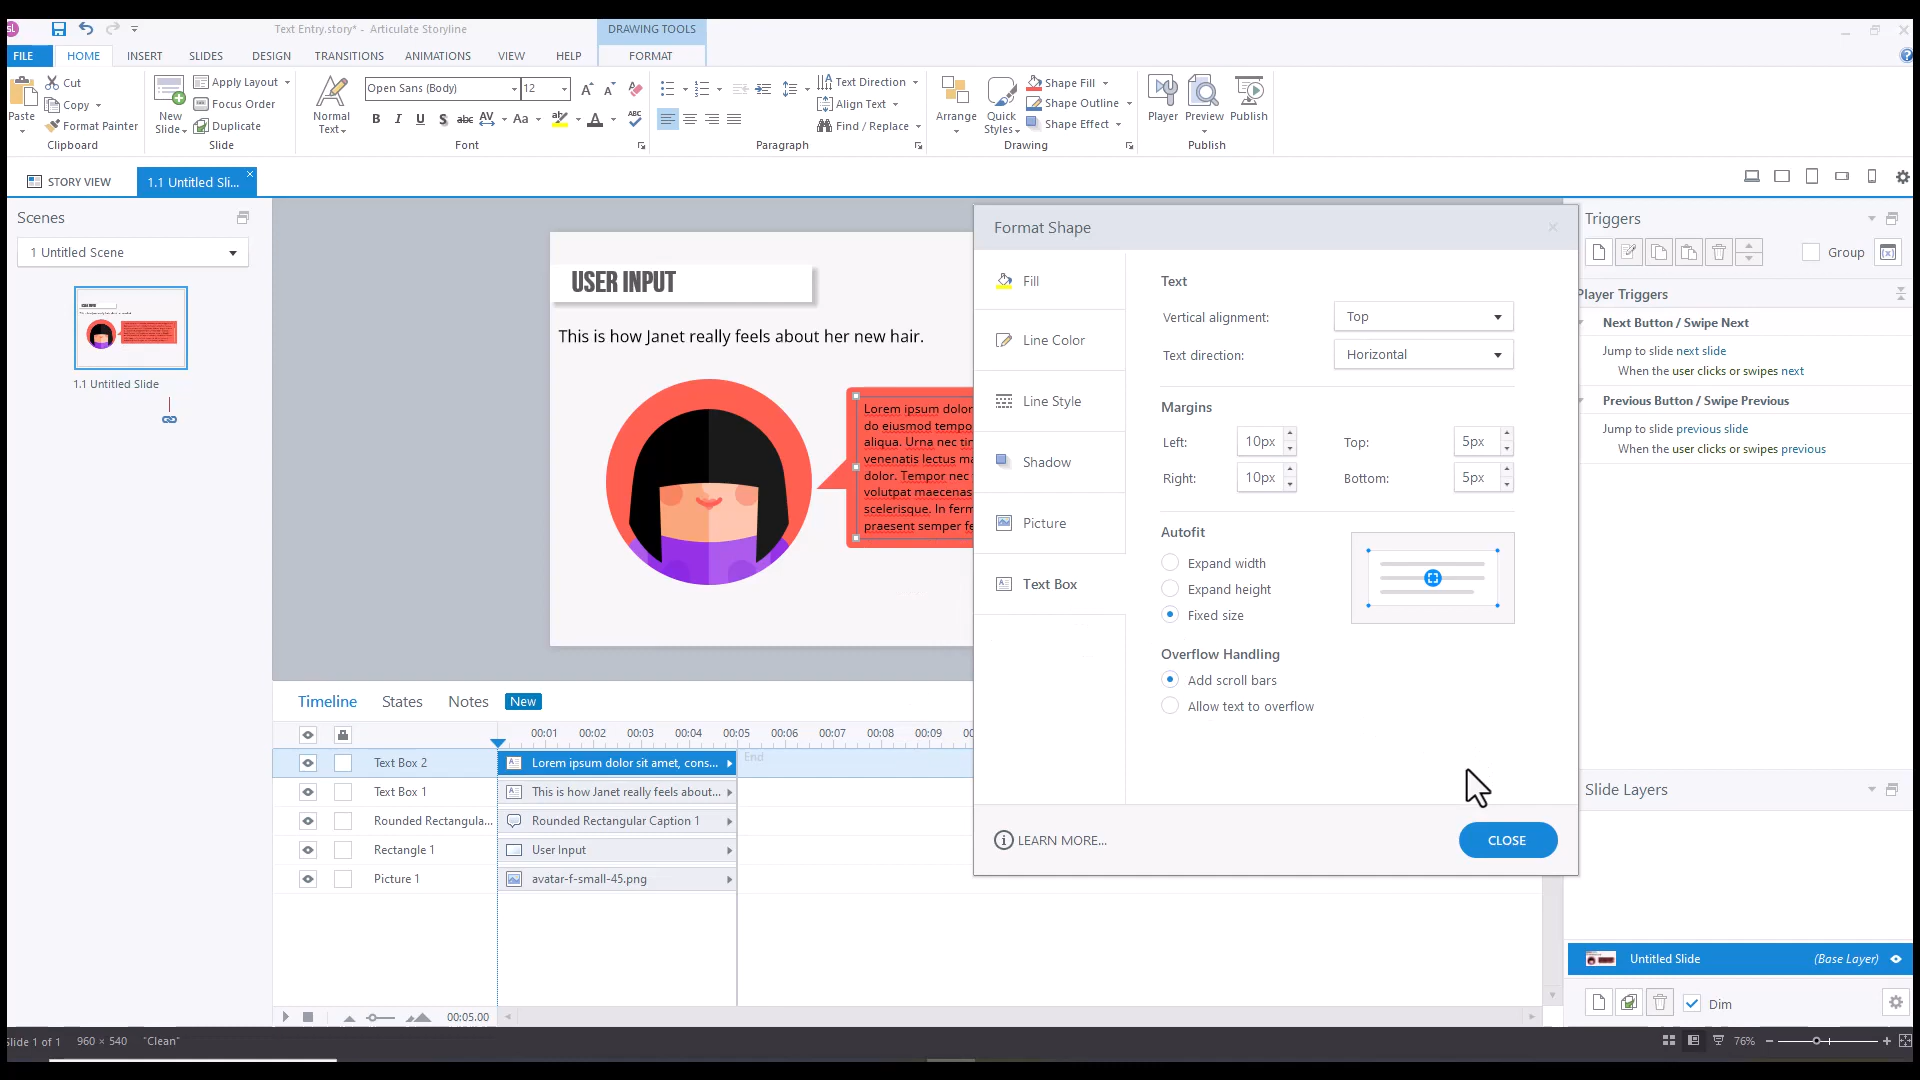 Text Entry.story* - Articulate Storyline
DRAWING TOOLS
FILE HOME INSERT SLIDES DESIGN TRANSITIONS ANIMATIONS VIEW HELP FORMAT
Paste
Cut
Copy
Format Painter
Clipboard
New Slide
Apply Layout
Focus Order
Duplicate
Slide
Normal Text
Open Sans (Body) 12
B I U S abc AV Aa A ABC
Font
Text Direction
Align Text
Find / Replace
Paragraph
Arrange
Quick Styles
Shape Fill
Shape Outline
Shape Effect
Drawing
Player
Preview
Publish
Publish
STORY VIEW
1.1 Untitled Sli...
Scenes
1 Untitled Scene
1.1 Untitled Slide
USER INPUT
This is how Janet really feels about her new hair.
Lorem ipsum dolor
do eiusmod tempo
aliqua. Urna nec tin
venenatis lectus ma
dolor. Tempor nec
volutpat maecenas
scelerisque. In ferm
praesent semper fe
Format Shape
Fill
Line Color
Line Style
Shadow
Picture
Text Box
Text
Vertical alignment: Top
Text direction: Horizontal
Margins
Left: 10px Top: 5px
Right: 10px Bottom: 5px
Autofit
Expand width
Expand height
Fixed size
Overflow Handling
Add scroll bars
Allow text to overflow
LEARN MORE...
CLOSE
Triggers
Group
Player Triggers
Next Button / Swipe Next
Jump to slide next slide
When the user clicks or swipes next
Previous Button / Swipe Previous
Jump to slide previous slide
When the user clicks or swipes previous
Timeline States Notes New
00:01 00:02 00:03 00:04 00:05 00:06 00:07 00:08 00:09
Text Box 2 Lorem ipsum dolor sit amet, cons... End
Text Box 1 This is how Janet really feels about...
Rounded Rectangula... Rounded Rectangular Caption 1
Rectangle 1 User Input
Picture 1 avatar-f-small-45.png
00:05.00
Slide Layers
Untitled Slide (Base Layer)
Dim
Slide 1 of 1 960 × 540 "Clean" 76%